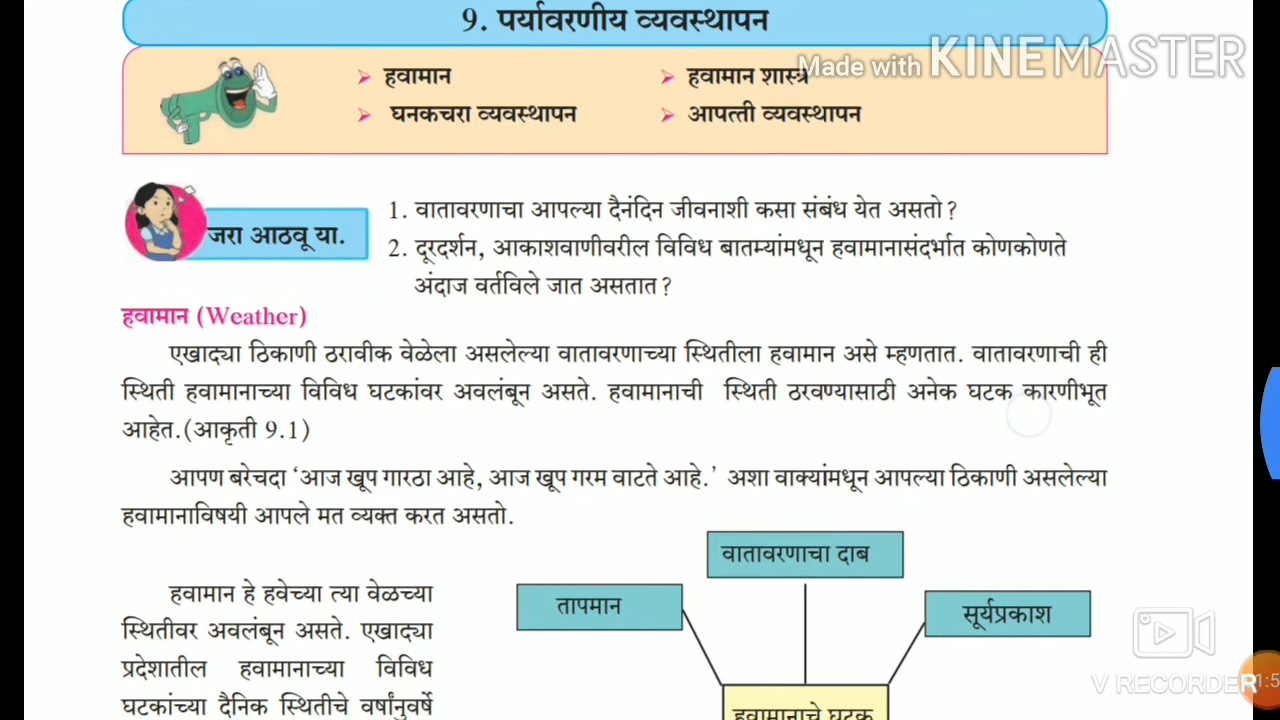 9. पर्यावरणीय व्यवस्थापन
Made with KINEMASTER
➢ हवामान
➢ हवामान शास्त्र
➢ घनकचरा व्यवस्थापन
➢ आपत्ती व्यवस्थापन
जरा आठवू या.
1. वातावरणाचा आपल्या दैनंदिन जीवनाशी कसा संबंध येत असतो?
2. दूरदर्शन, आकाशवाणीवरील विविध बातम्यांमधून हवामानासंदर्भात कोणकोणते
अंदाज वर्तविले जात असतात?
हवामान (Weather)
एखाद्या ठिकाणी ठरावीक वेळेला असलेल्या वातावरणाच्या स्थितीला हवामान असे म्हणतात. वातावरणाची ही
स्थिती हवामानाच्या विविध घटकांवर अवलंबून असते. हवामानाची स्थिती ठरवण्यासाठी अनेक घटक कारणीभूत
आहेत.(आकृती 9.1)
आपण बरेचदा ‘आज खूप गारठा आहे, आज खूप गरम वाटते आहे.’ अशा वाक्यांमधून आपल्या ठिकाणी असलेल्या
हवामानाविषयी आपले मत व्यक्त करत असतो.
हवामान हे हवेच्या त्या वेळच्या
स्थितीवर अवलंबून असते. एखाद्या
प्रदेशातील हवामानाच्या विविध
घटकांच्या दैनिक स्थितीचे वर्षांनुवर्षे
वातावरणाचा दाब
तापमान
सूर्यप्रकाश
हवामानाचे घटक
V RECORDER
1:5